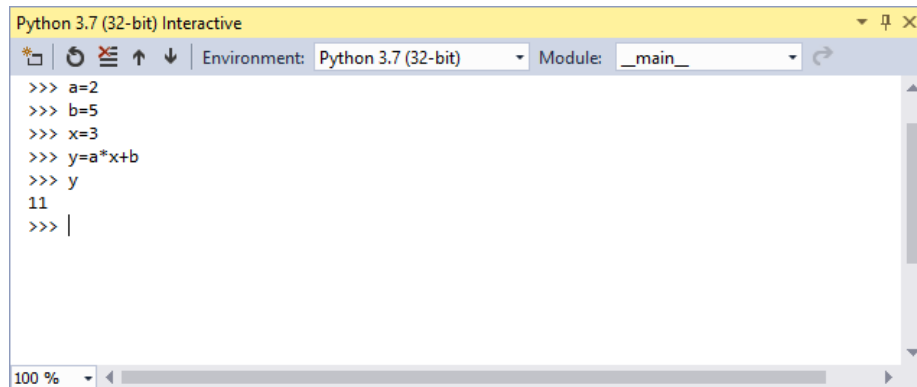 Python 3.7 (32-bit) Interactive
Environment: Python 3.7 (32-bit) Module: __main__
>>> a=2
>>> b=5
>>> x=3
>>> y=a*x+b
>>> y
11
>>>
100 %